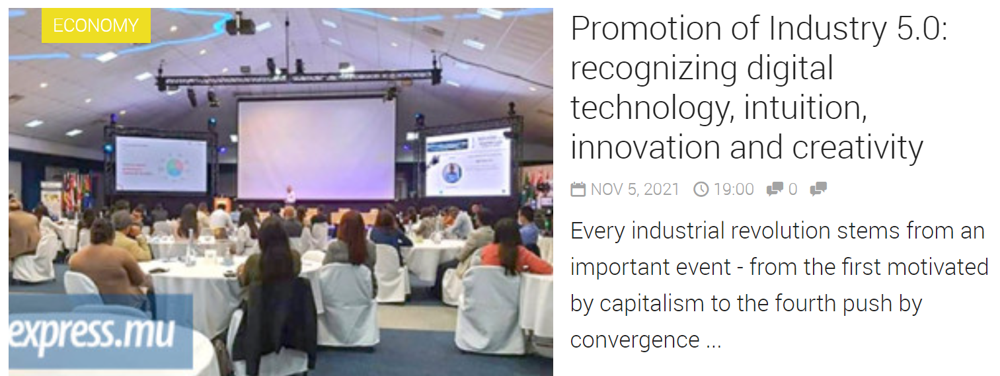 ECONOMY
express.mu
Promotion of Industry 5.0:
recognizing digital
technology, intuition,
innovation and creativity
NOV 5, 2021 19:00 0
Every industrial revolution stems from an
important event - from the first motivated
by capitalism to the fourth push by
convergence ...